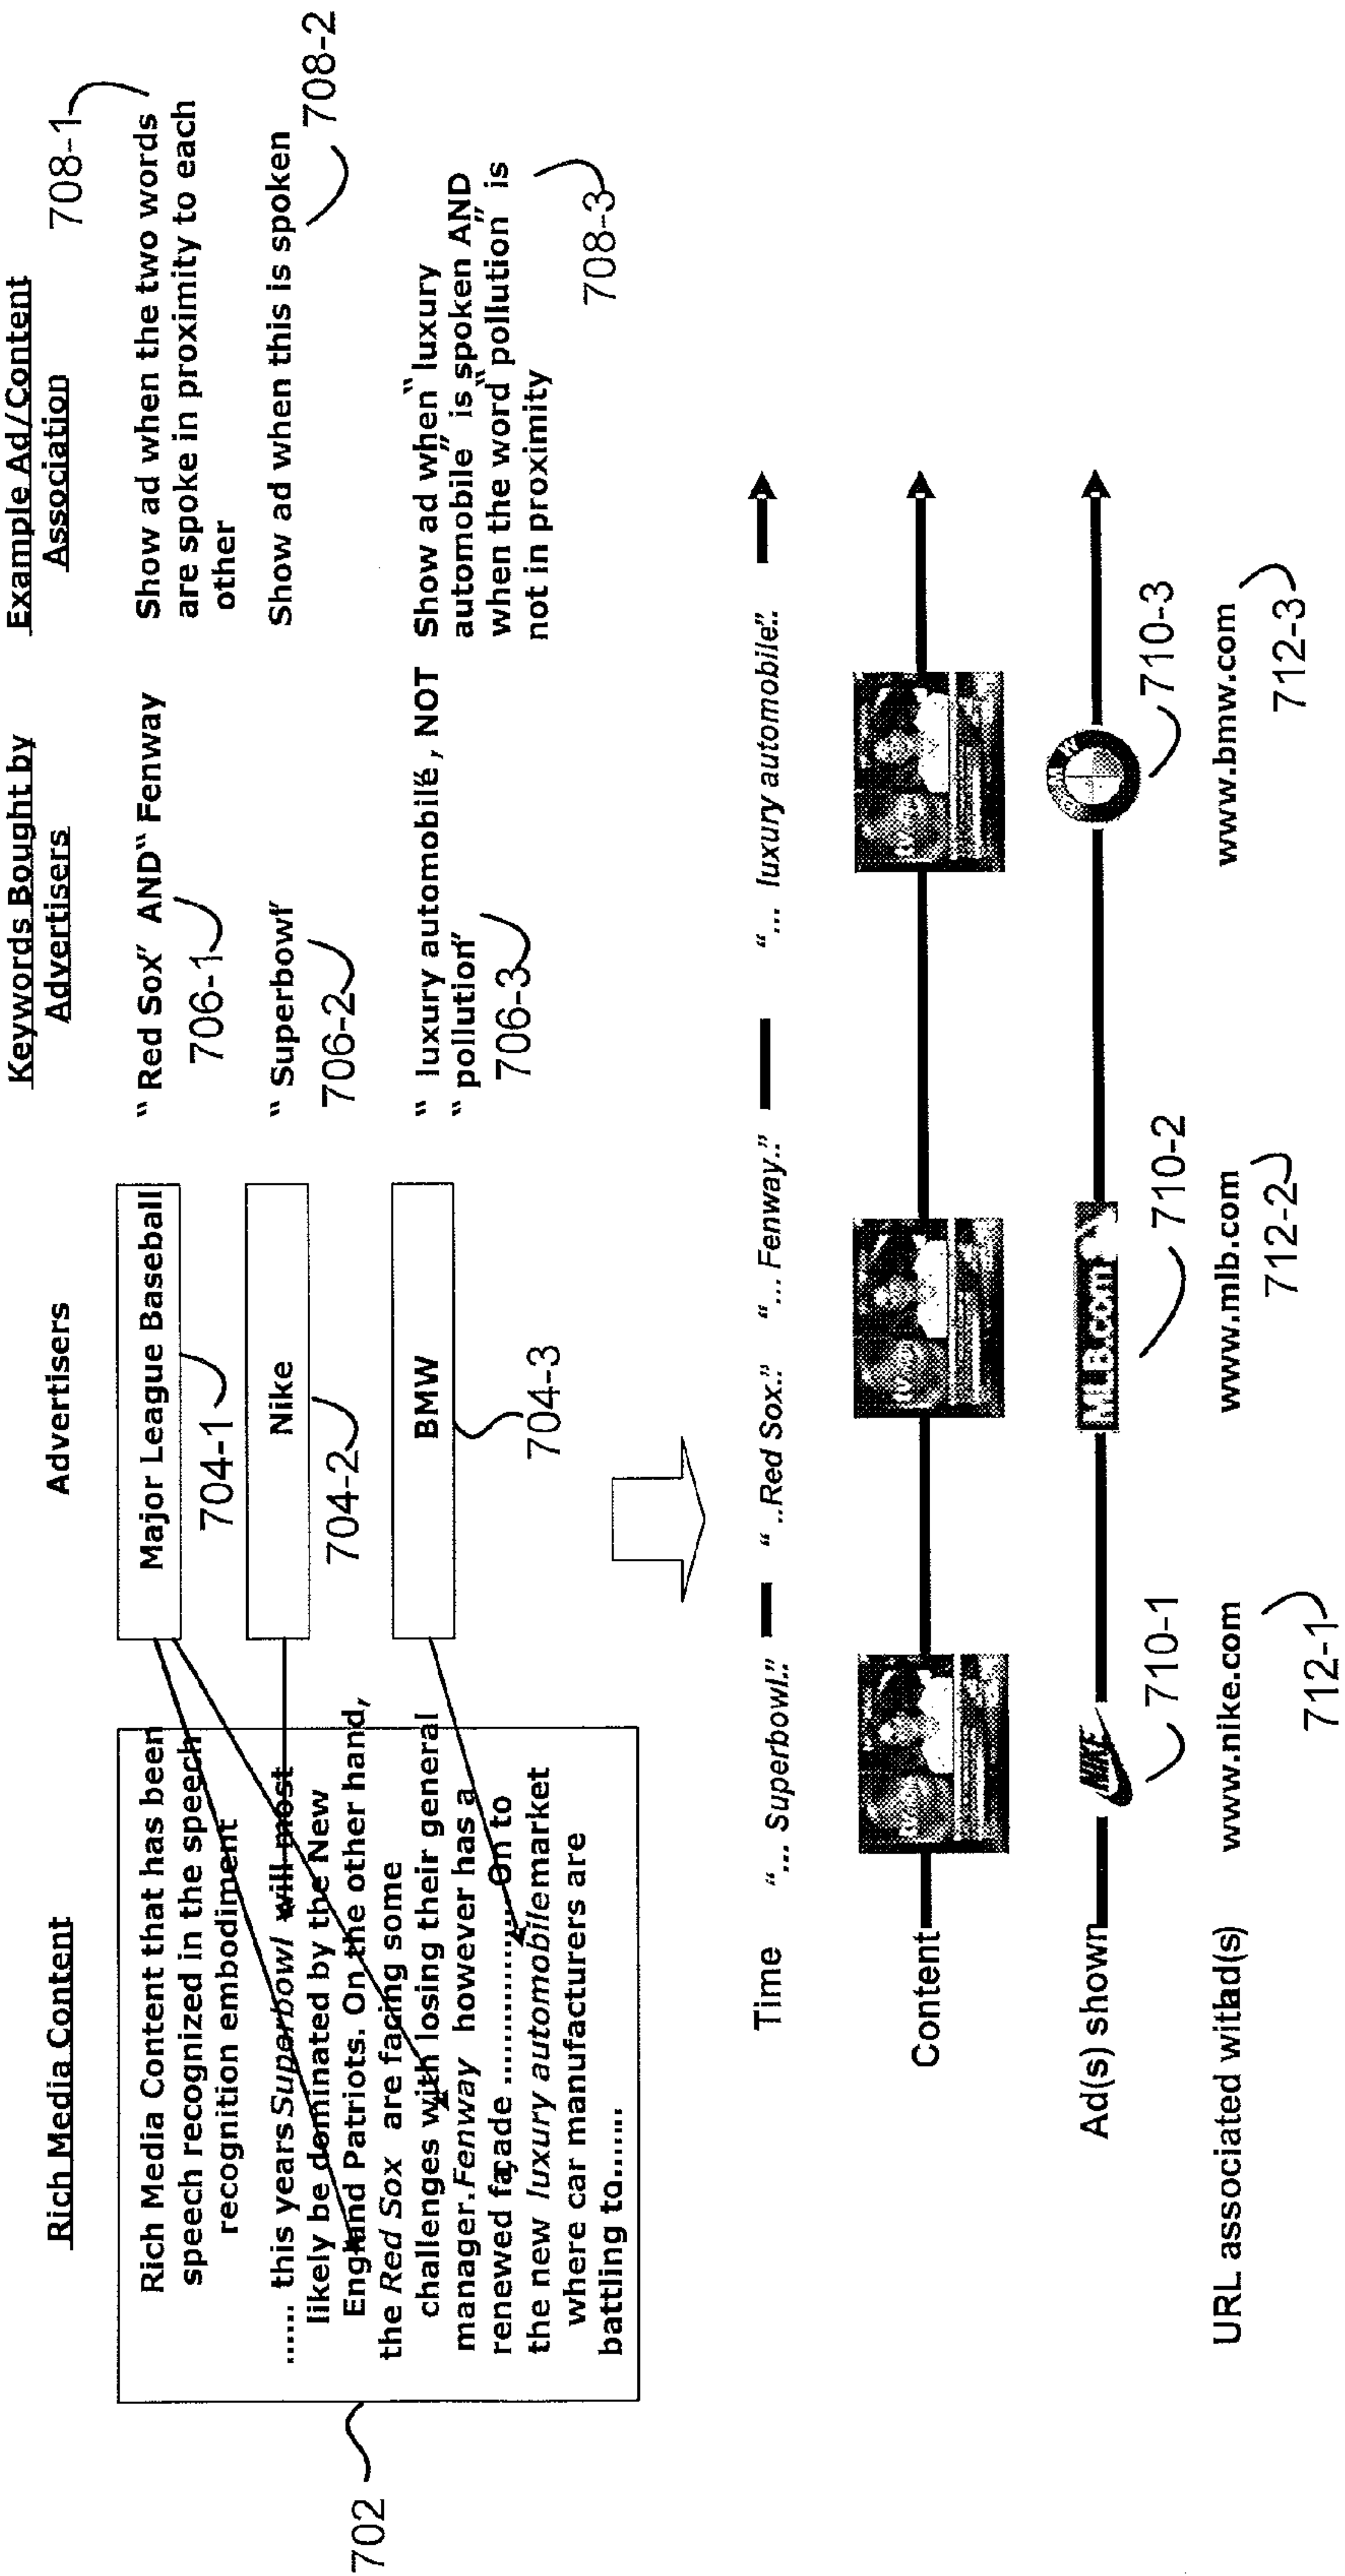 Rich Media Content
Advertisers
Keywords Bought by
Advertisers
Example Ad/Content
Association
702
Rich Media Content that has been
speech recognized in the speech
recognition embodiment
...... this years Superbowl will most
likely be dominated by the New
England Patriots. On the other hand,
the Red Sox are facing some
challenges with losing their general
manager. Fenway however has a
renewed façade .................. On to
the new luxury automobile market
where car manufacturers are
battling to.......
Major League Baseball
704-1
Nike
704-2
BMW
704-3
"Red Sox" AND "Fenway
706-1
"Superbowl"
706-2
"luxury automobile, NOT
"pollution"
706-3
708-1
Show ad when the two words
are spoke in proximity to each
other
Show ad when this is spoken
708-2
Show ad when "luxury
automobile" is spoken AND
when the word "pollution" is
not in proximity
708-3
Time "... Superbowl.." "..Red Sox.." "... Fenway.." "... luxury automobile"..
Content
Ad(s) shown
NIKE
710-1
MLB.com
710-2
BMW
710-3
URL associated with ad(s)
www.nike.com
712-1
www.mlb.com
712-2
www.bmw.com
712-3